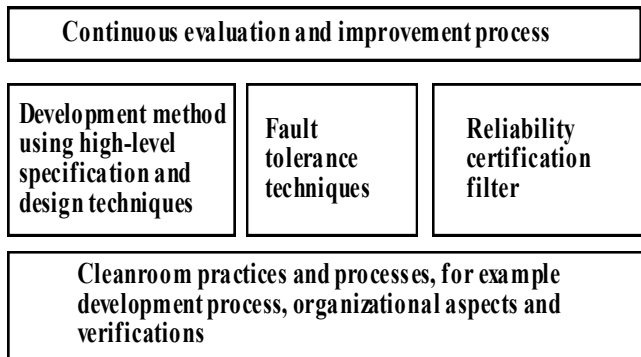 Continuous evaluation and improvement process
Development method
using high-level
specification and
design techniques
Fault
tolerance
techniques
Reliability
certification
filter
Cleanroom practices and processes, for example
development process, organizational aspects and
verifications